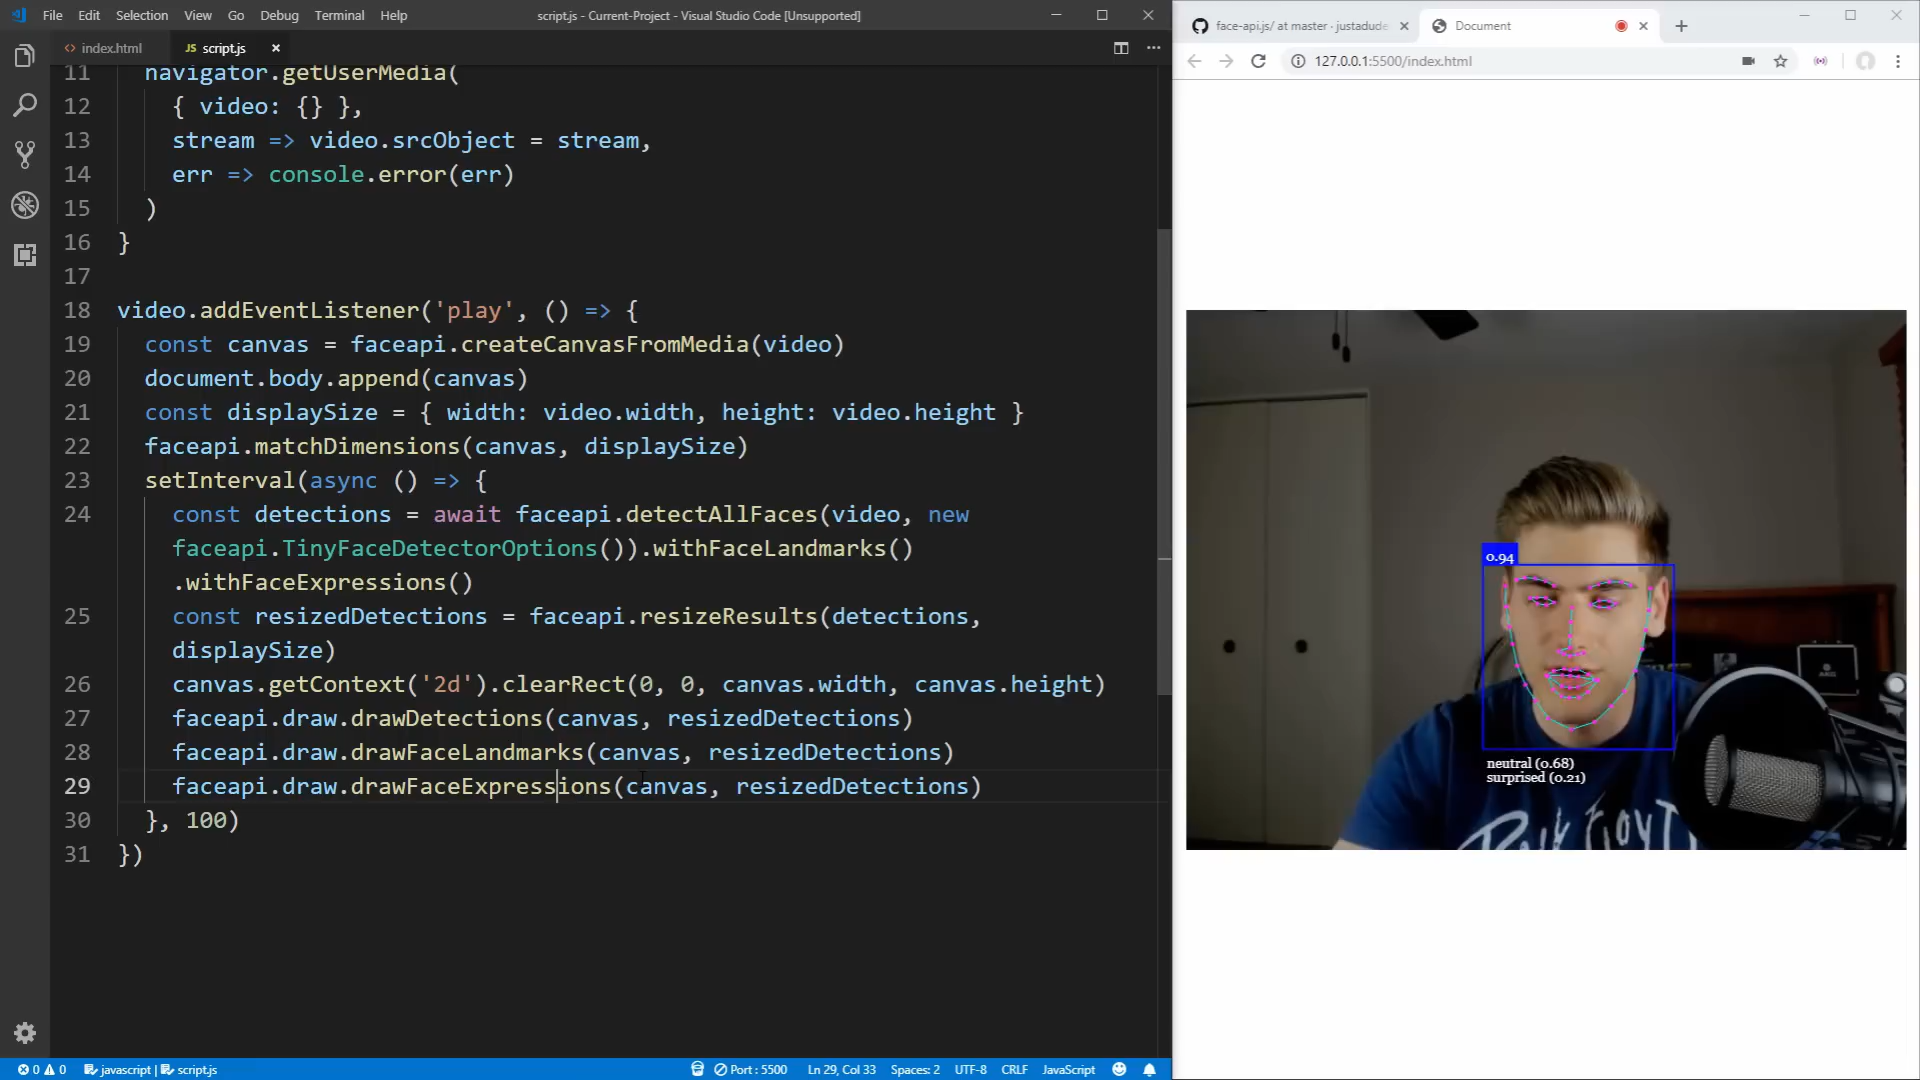 File Edit Selection View Go Debug Terminal Help
script.js - Current-Project - Visual Studio Code [Unsupported]
index.html
JS script.js
11 navigator.getUserMedia(
12 { video: {} },
13 stream => video.srcObject = stream,
14 err => console.error(err)
15 )
16 }
17
18 video.addEventListener('play', () => {
19 const canvas = faceapi.createCanvasFromMedia(video)
20 document.body.append(canvas)
21 const displaySize = { width: video.width, height: video.height }
22 faceapi.matchDimensions(canvas, displaySize)
23 setInterval(async () => {
24 const detections = await faceapi.detectAllFaces(video, new
faceapi.TinyFaceDetectorOptions()).withFaceLandmarks()
.withFaceExpressions()
25 const resizedDetections = faceapi.resizeResults(detections,
displaySize)
26 canvas.getContext('2d').clearRect(0, 0, canvas.width, canvas.height)
27 faceapi.draw.drawDetections(canvas, resizedDetections)
28 faceapi.draw.drawFaceLandmarks(canvas, resizedDetections)
29 faceapi.draw.drawFaceExpressions(canvas, resizedDetections)
30 }, 100)
31 })
0 0 javascript | script.js
Port : 5500 Ln 29, Col 33 Spaces: 2 UTF-8 CRLF JavaScript
face-api.js/ at master · justadude
Document
127.0.0.1:5500/index.html
0.94
neutral (0.68)
surprised (0.21)